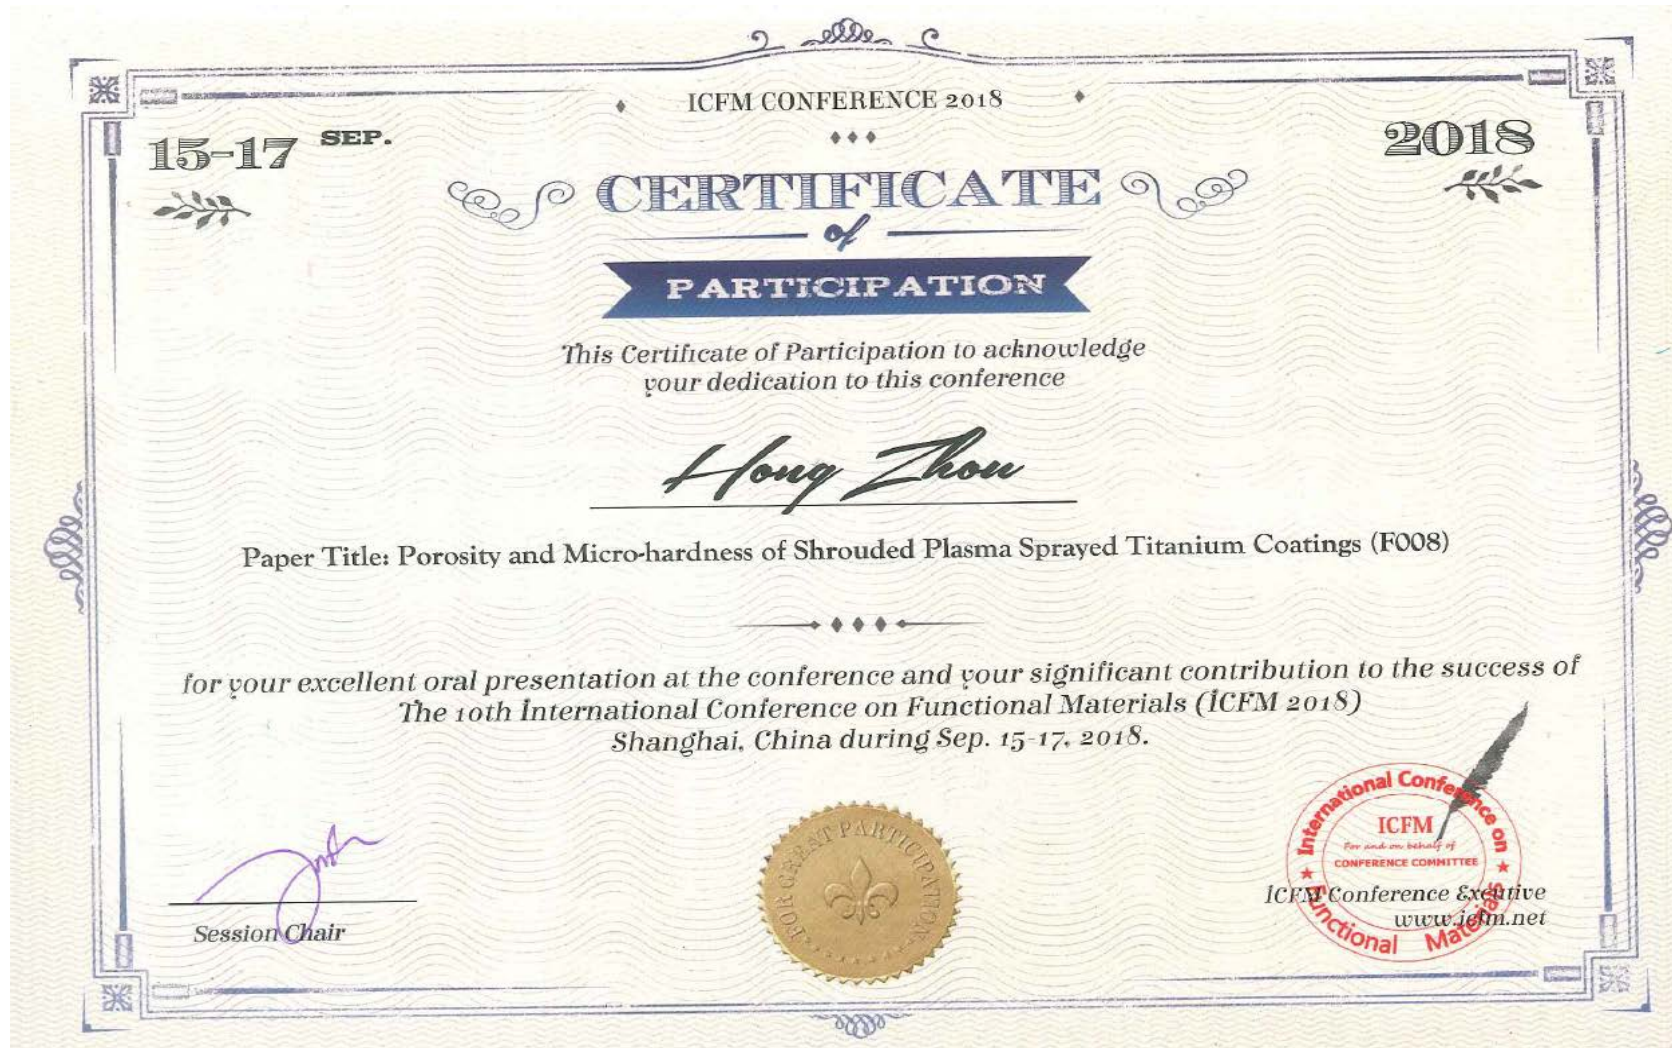 ICFM CONFERENCE 2018
15-17 SEP.
2018
CERTIFICATE
of
PARTICIPATION
This Certificate of Participation to acknowledge
your dedication to this conference
Hong Zhou
Paper Title: Porosity and Micro-hardness of Shrouded Plasma Sprayed Titanium Coatings (F008)
for your excellent oral presentation at the conference and your significant contribution to the success of
The 10th International Conference on Functional Materials (ICFM 2018)
Shanghai, China during Sep. 15-17, 2018.
Session Chair
FOR GREAT PARTICIPATION
International Conference on
Functional Materials
ICFM
For and on behalf of
CONFERENCE COMMITTEE
ICFM Conference Exeutive
www.icfm.net